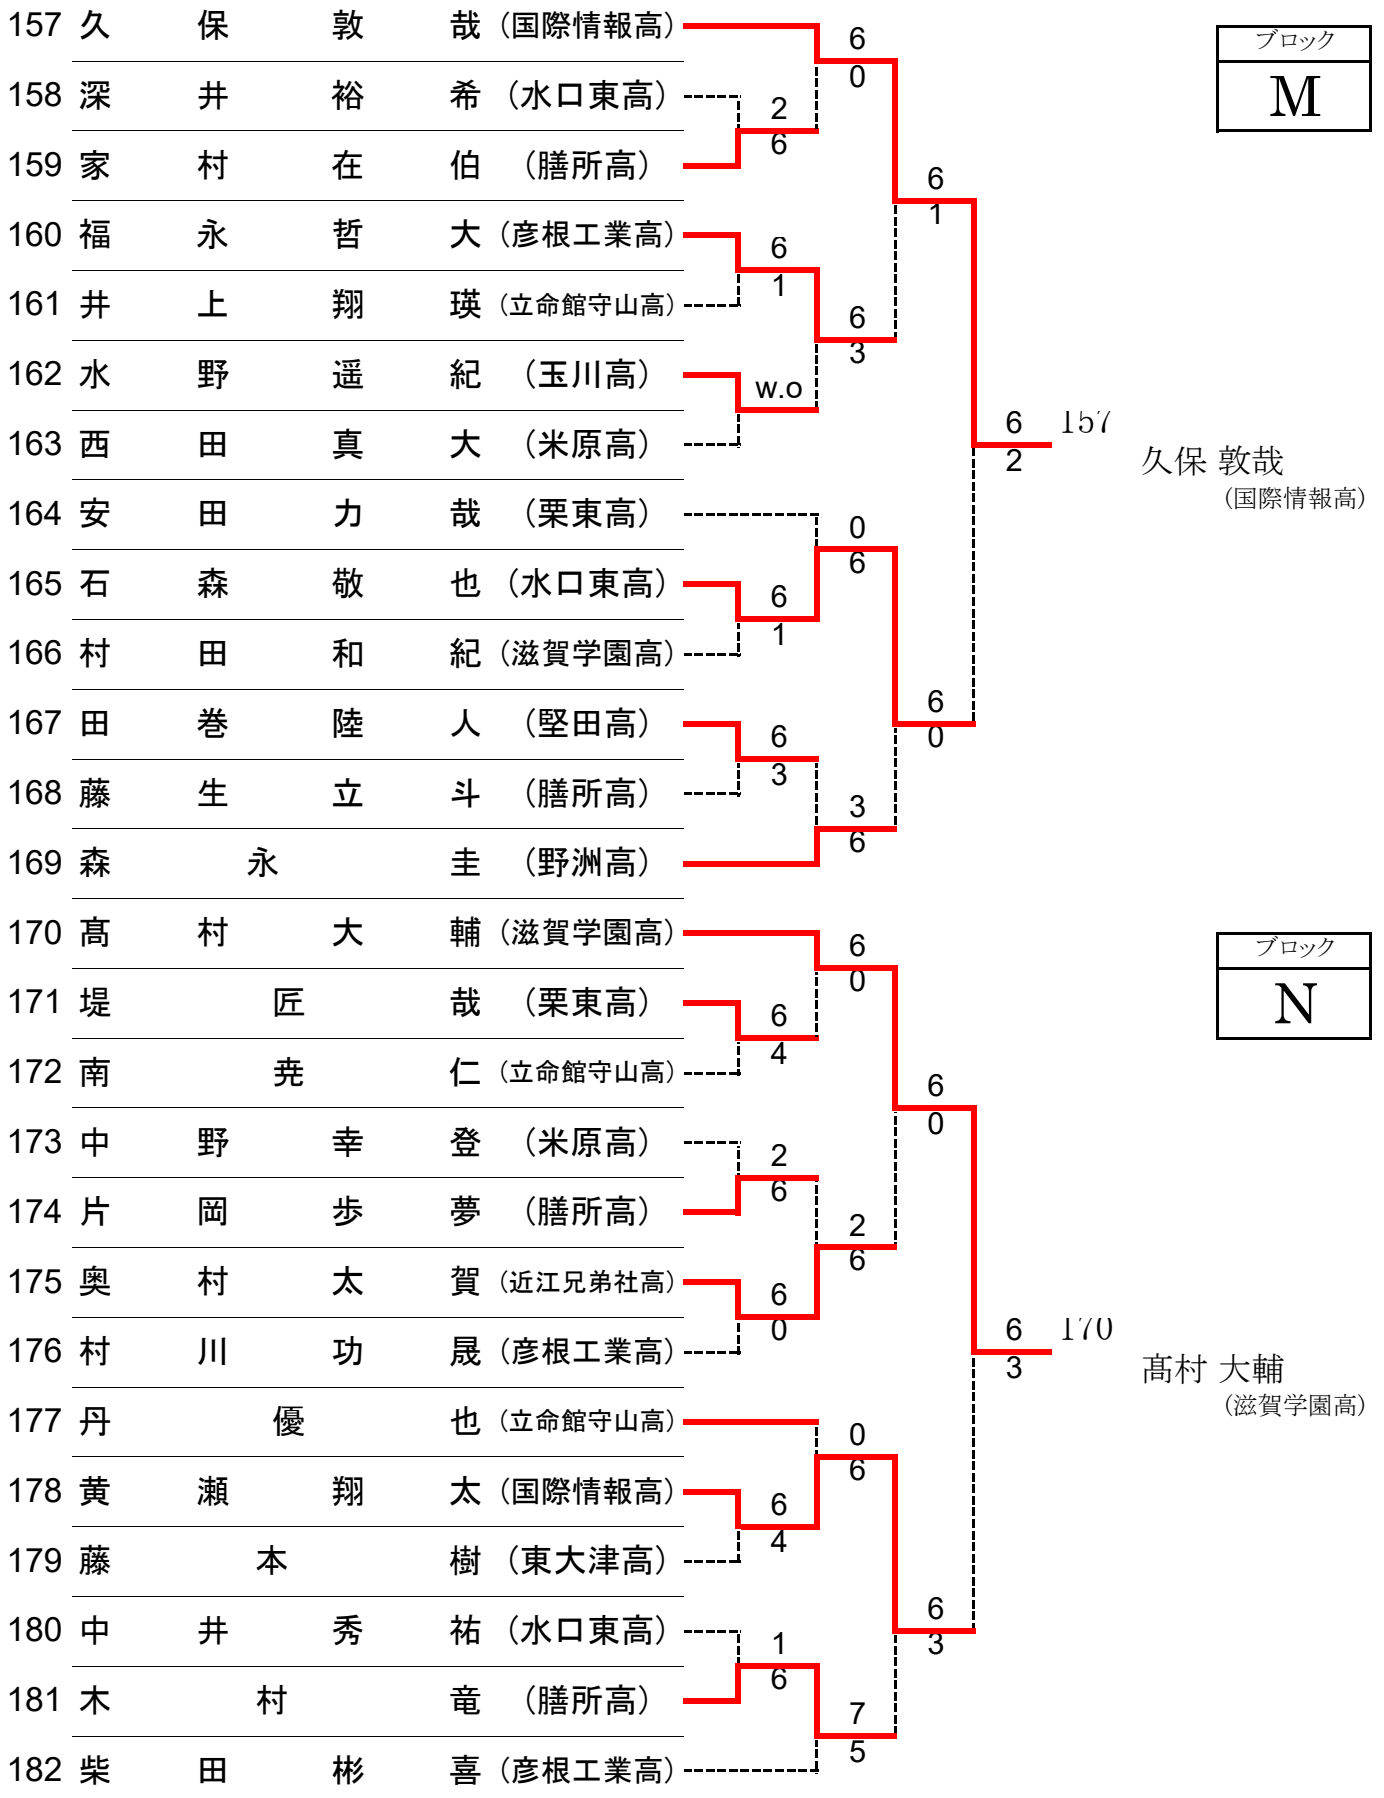 157 久保敦哉 (国際情報高)
6
0
ブロック
M
158 深井裕希 (水口東高)
2
6
159 家村在伯 (膳所高)
6
1
160 福永哲大 (彦根工業高)
6
1
161 井上翔瑛 (立命館守山高)
6
3
162 水野遥紀 (玉川高)
w.o
163 西田真大 (米原高)
6
2
157
久保 敦哉
(国際情報高)
164 安田力哉 (栗東高)
0
6
165 石森敬也 (水口東高)
6
1
166 村田和紀 (滋賀学園高)
6
0
167 田巻陸人 (堅田高)
6
3
168 藤生立斗 (膳所高)
3
6
169 森永圭 (野洲高)
170 髙村大輔 (滋賀学園高)
6
0
ブロック
N
171 堤匠哉 (栗東高)
6
4
172 南尭仁 (立命館守山高)
6
0
173 中野幸登 (米原高)
2
6
174 片岡歩夢 (膳所高)
2
6
175 奥村太賀 (近江兄弟社高)
6
0
176 村川功晟 (彦根工業高)
6
3
170
髙村 大輔
(滋賀学園高)
177 丹優也 (立命館守山高)
0
6
178 黄瀬翔太 (国際情報高)
6
4
179 藤本樹 (東大津高)
6
3
180 中井秀祐 (水口東高)
1
6
181 木村竜 (膳所高)
7
5
182 柴田彬喜 (彦根工業高)